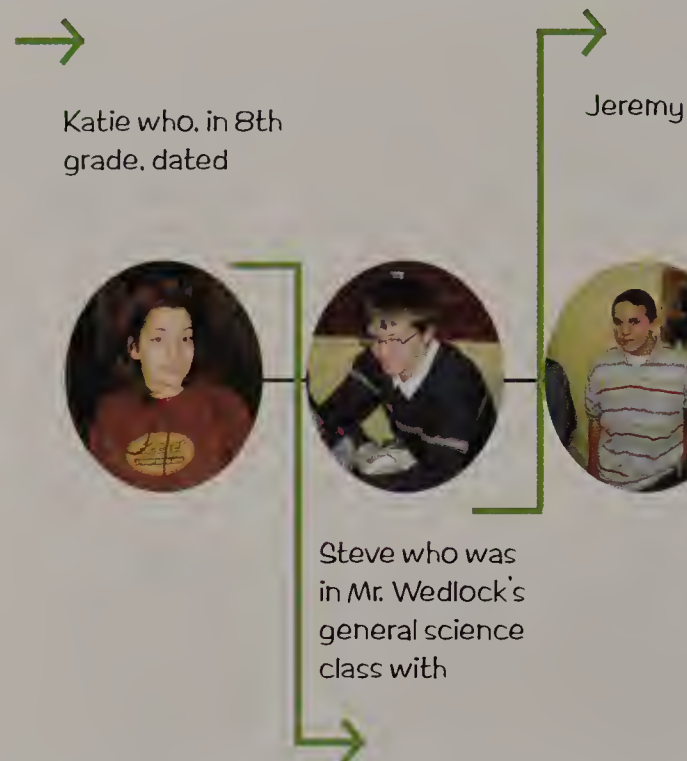 Katie who, in 8th
grade, dated
Jeremy
Steve who was
in Mr. Wedlock's
general science
class with